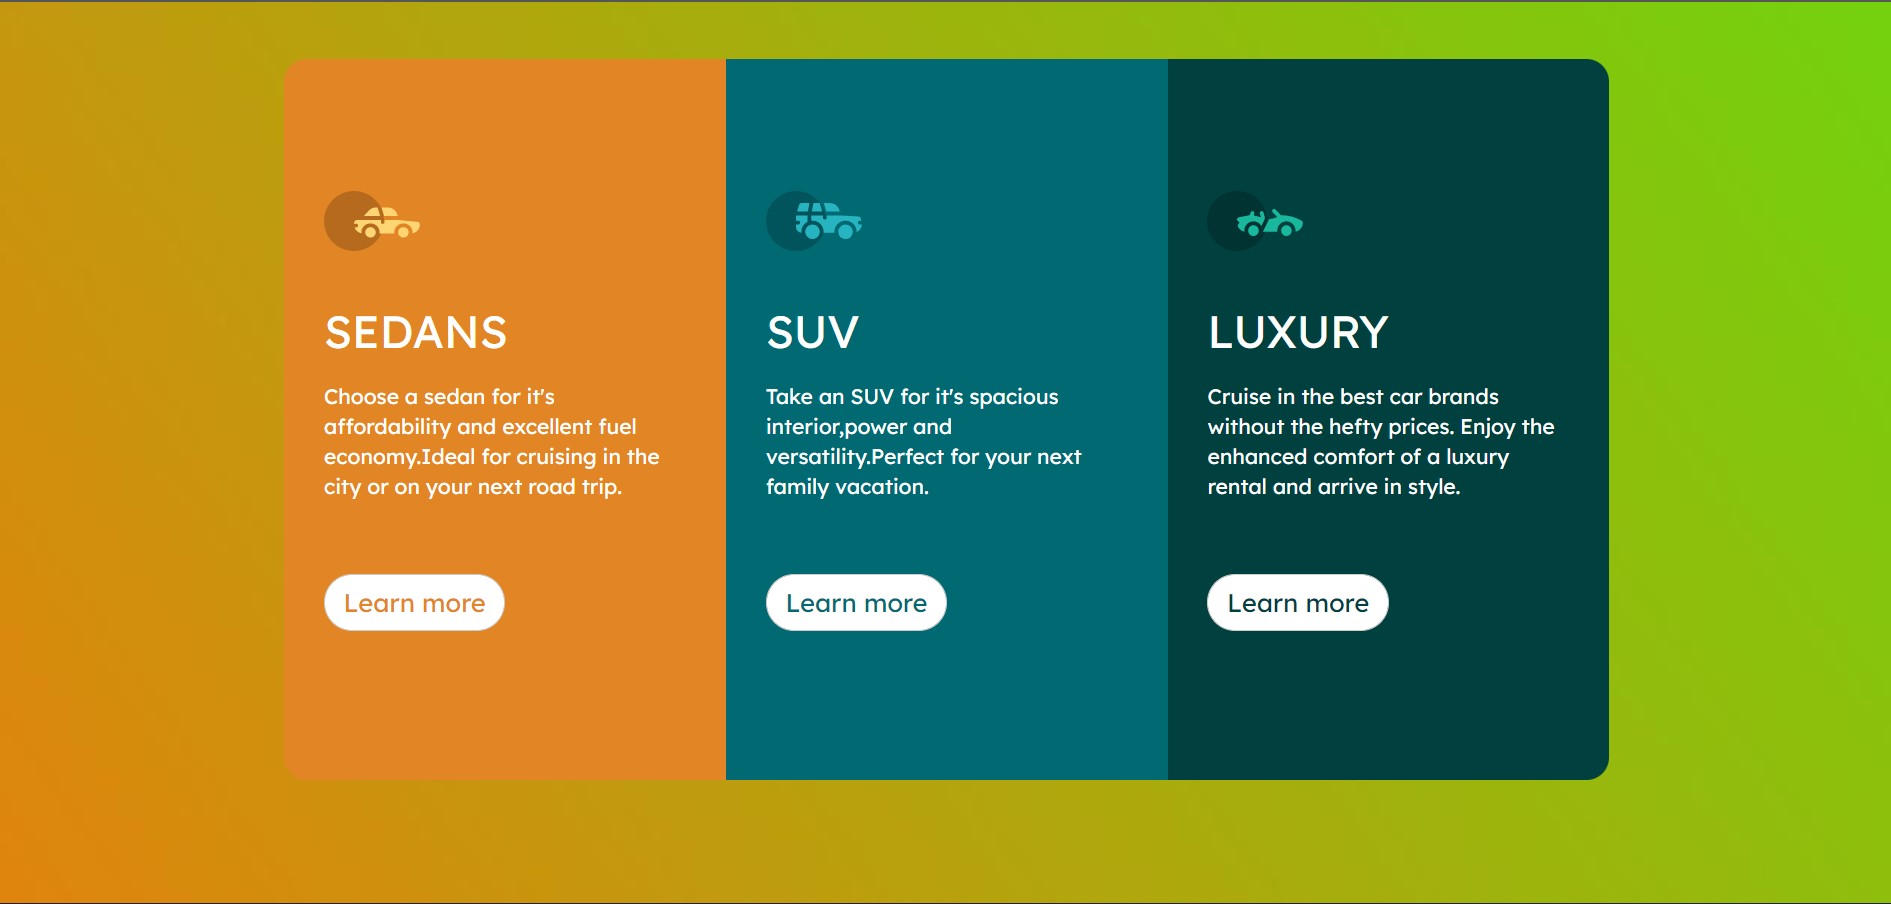 SEDANS
Choose a sedan for it's
affordability and excellent fuel
economy.Ideal for cruising in the
city or on your next road trip.
Learn more
SUV
Take an SUV for it's spacious
interior,power and
versatility.Perfect for your next
family vacation.
Learn more
LUXURY
Cruise in the best car brands
without the hefty prices. Enjoy the
enhanced comfort of a luxury
rental and arrive in style.
Learn more